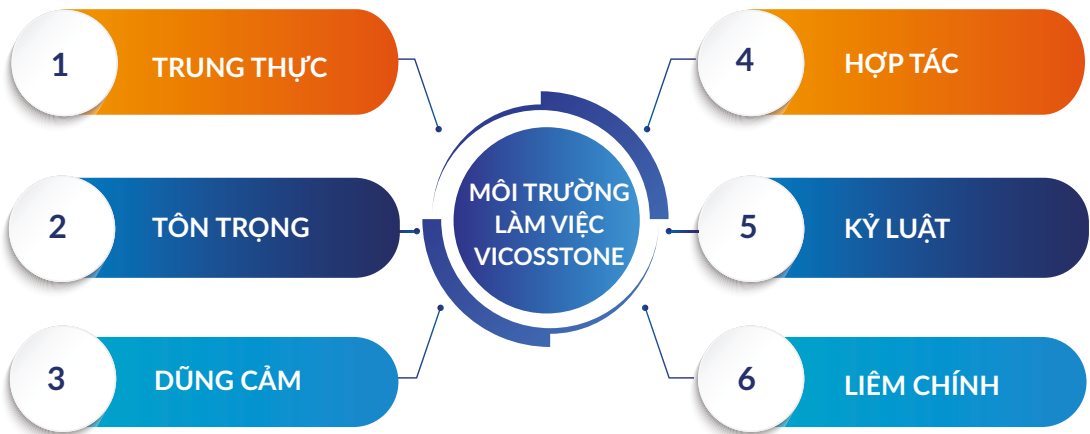 1
TRUNG THỰC
2
TÔN TRỌNG
3
DŨNG CẢM
MÔI TRƯỜNG
LÀM VIỆC
VICOSSTONE
4
HỢP TÁC
5
KỶ LUẬT
6
LIÊM CHÍNH